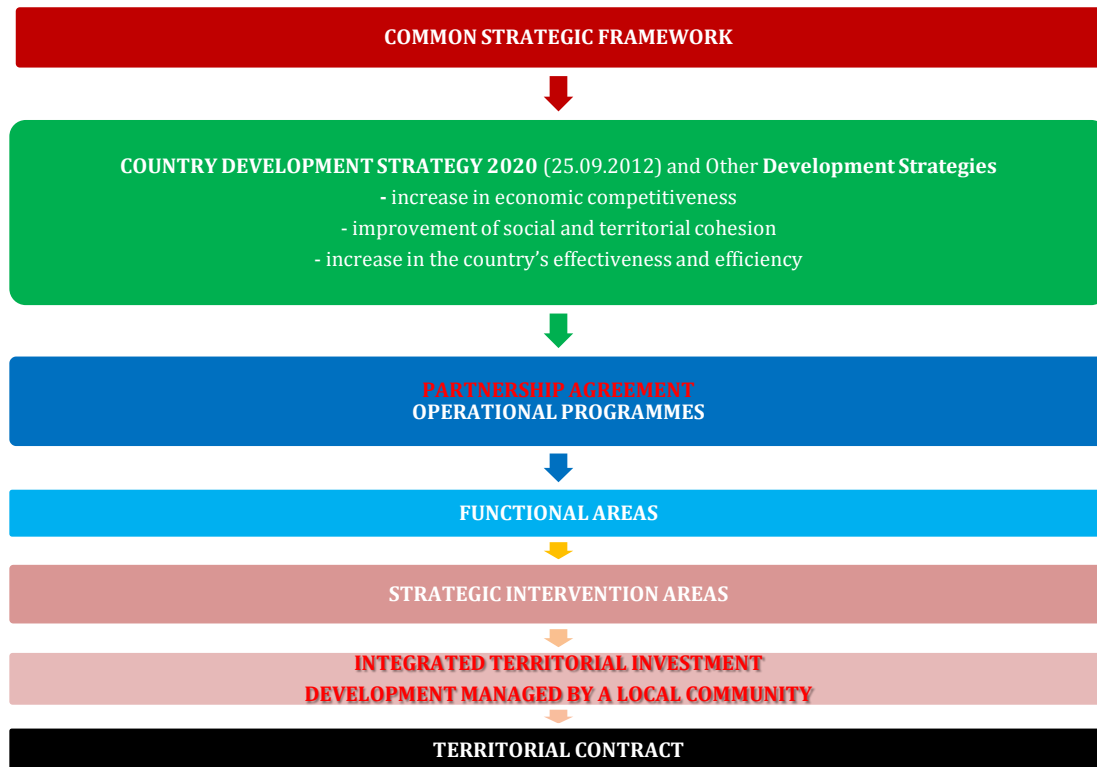 COMMON STRATEGIC FRAMEWORK
COUNTRY DEVELOPMENT STRATEGY 2020 (25.09.2012) and Other Development Strategies
- increase in economic competitiveness
- improvement of social and territorial cohesion
- increase in the country's effectiveness and efficiency
PARTNERSHIP AGREEMENT
OPERATIONAL PROGRAMMES
FUNCTIONAL AREAS
STRATEGIC INTERVENTION AREAS
INTEGRATED TERRITORIAL INVESTMENT
DEVELOPMENT MANAGED BY A LOCAL COMMUNITY
TERRITORIAL CONTRACT